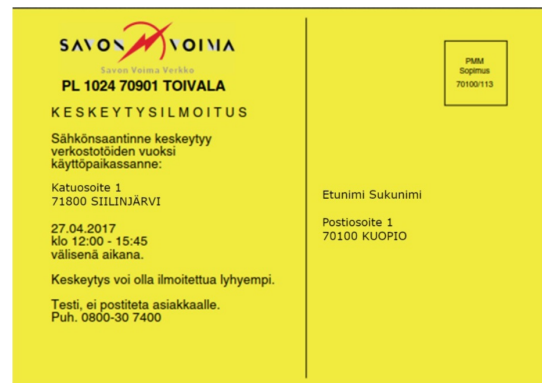 SAVON VOIMA
Savon Voima Verkko
PL 1024 70901 TOIVALA
KESKEYTYSILMOITUS
Sähkönsaantinne keskeytyy
verkostotöiden vuoksi
käyttöpaikassanne:
Katuosoite 1
71800 SIILINJÄRVI
27.04.2017
klo 12:00 - 15:45
välisenä aikana.
Keskeytys voi olla ilmoitettua lyhyempi.
Testi, ei postiteta asiakkaalle.
Puh. 0800-30 7400
PMM
Sopimus
70100/113
Etunimi Sukunimi
Postiosoite 1
70100 KUOPIO